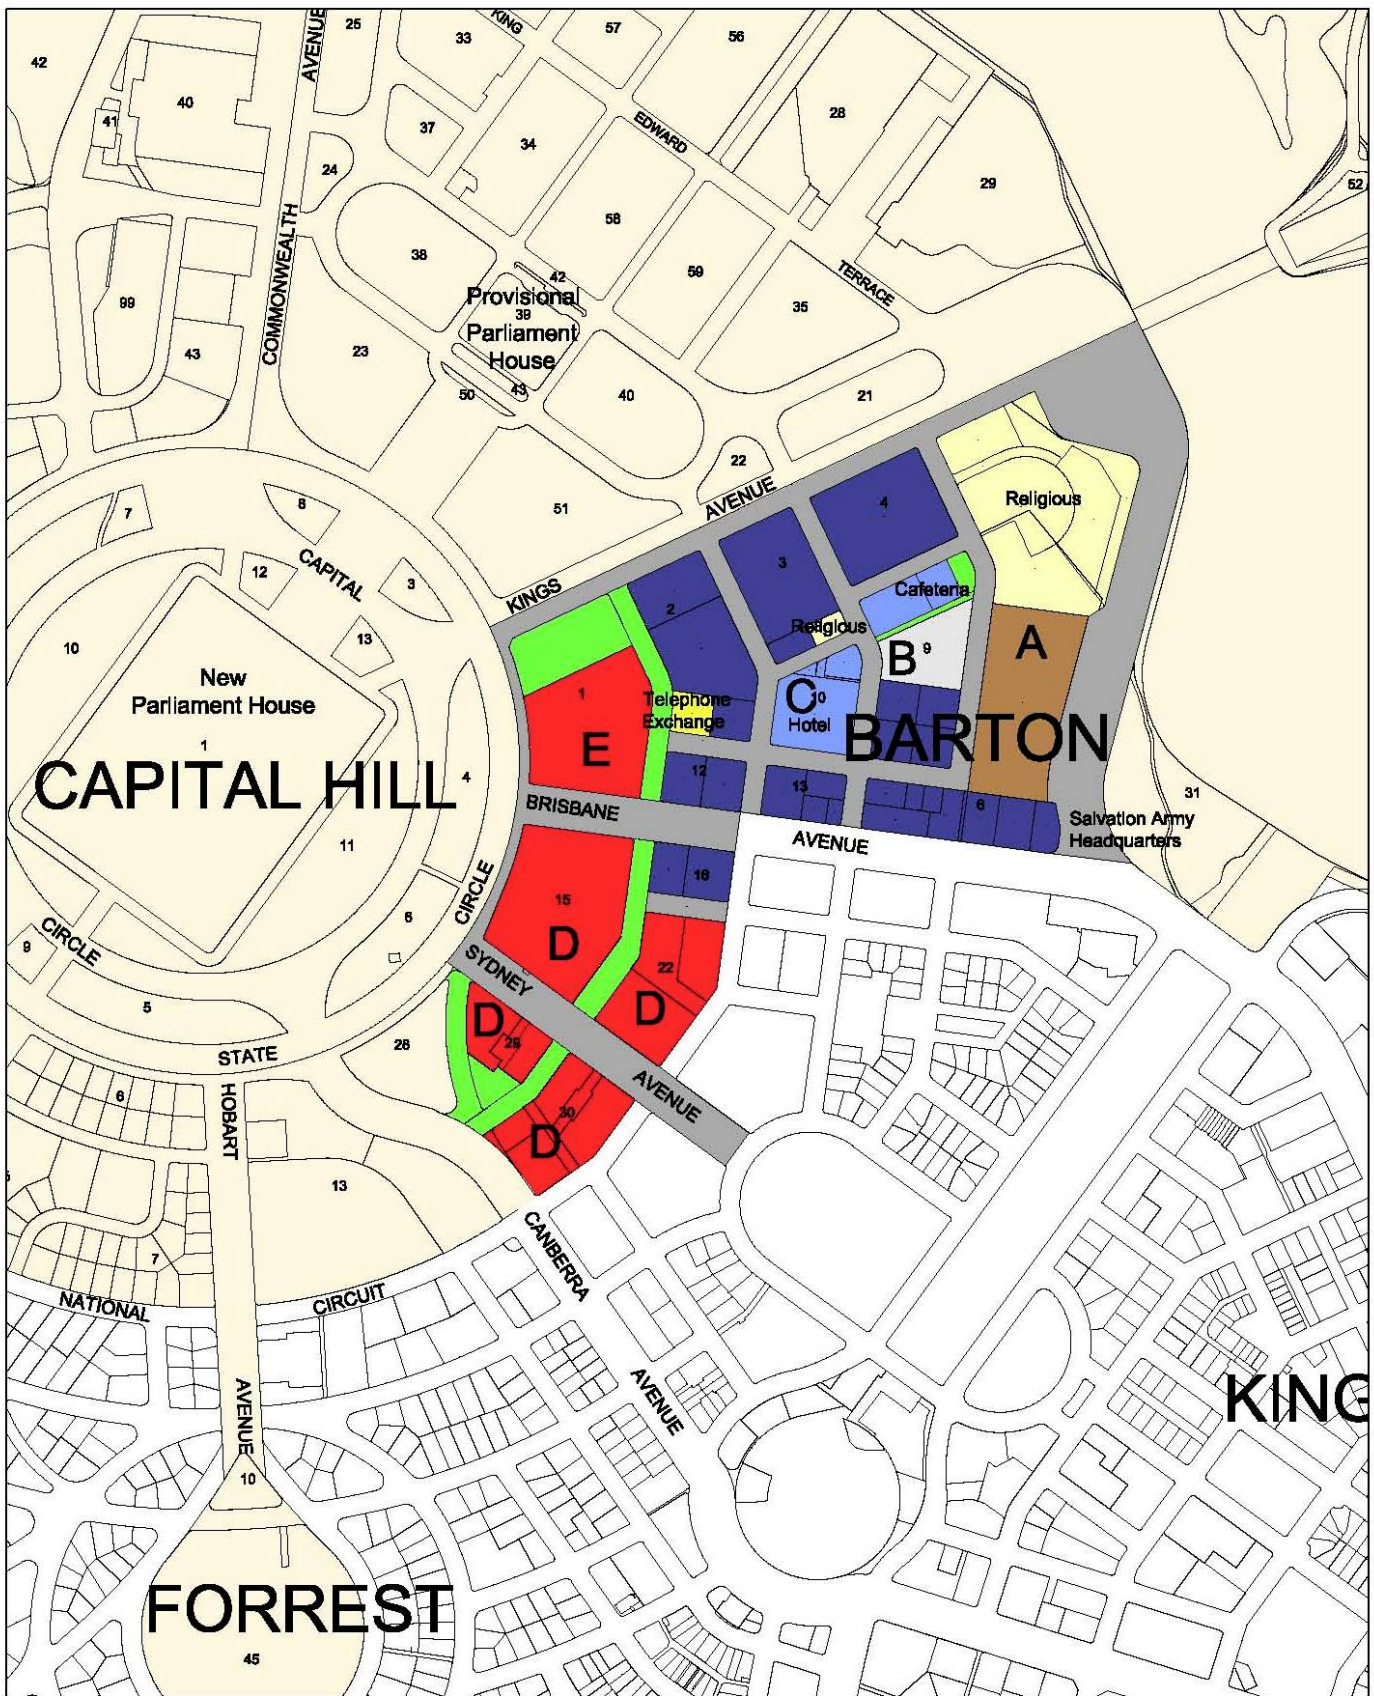 42
25
AVENUE
33
KING
57
56
40
41
37
34
EDWARD
28
24
29
52
58
38
COMMONWEALTH
42
59
TERRACE
Provisional
39
Parliament
House
35
99
43
23
50
43
40
21
22
AVENUE
51
7
8
CAPITAL
12
3
13
KINGS
10
New
Parliament House
1
CAPITAL HILL
4
11
Religious
4
3
Cafeteria
2
Religious
B
9
A
1
Telephone
Exchange
C
10
Hotel
BARTON
E
12
13
6
31
BRISBANE
AVENUE
Salvation Army
Headquarters
16
CIRCLE
6
15
D
9
CIRCLE
SYDNEY
22
D
5
D
29
28
STATE
6
HOBART
AVENUE
30
D
13
7
CANBERRA
NATIONAL
CIRCUIT
AVENUE
AVENUE
KING
10
FORREST
45